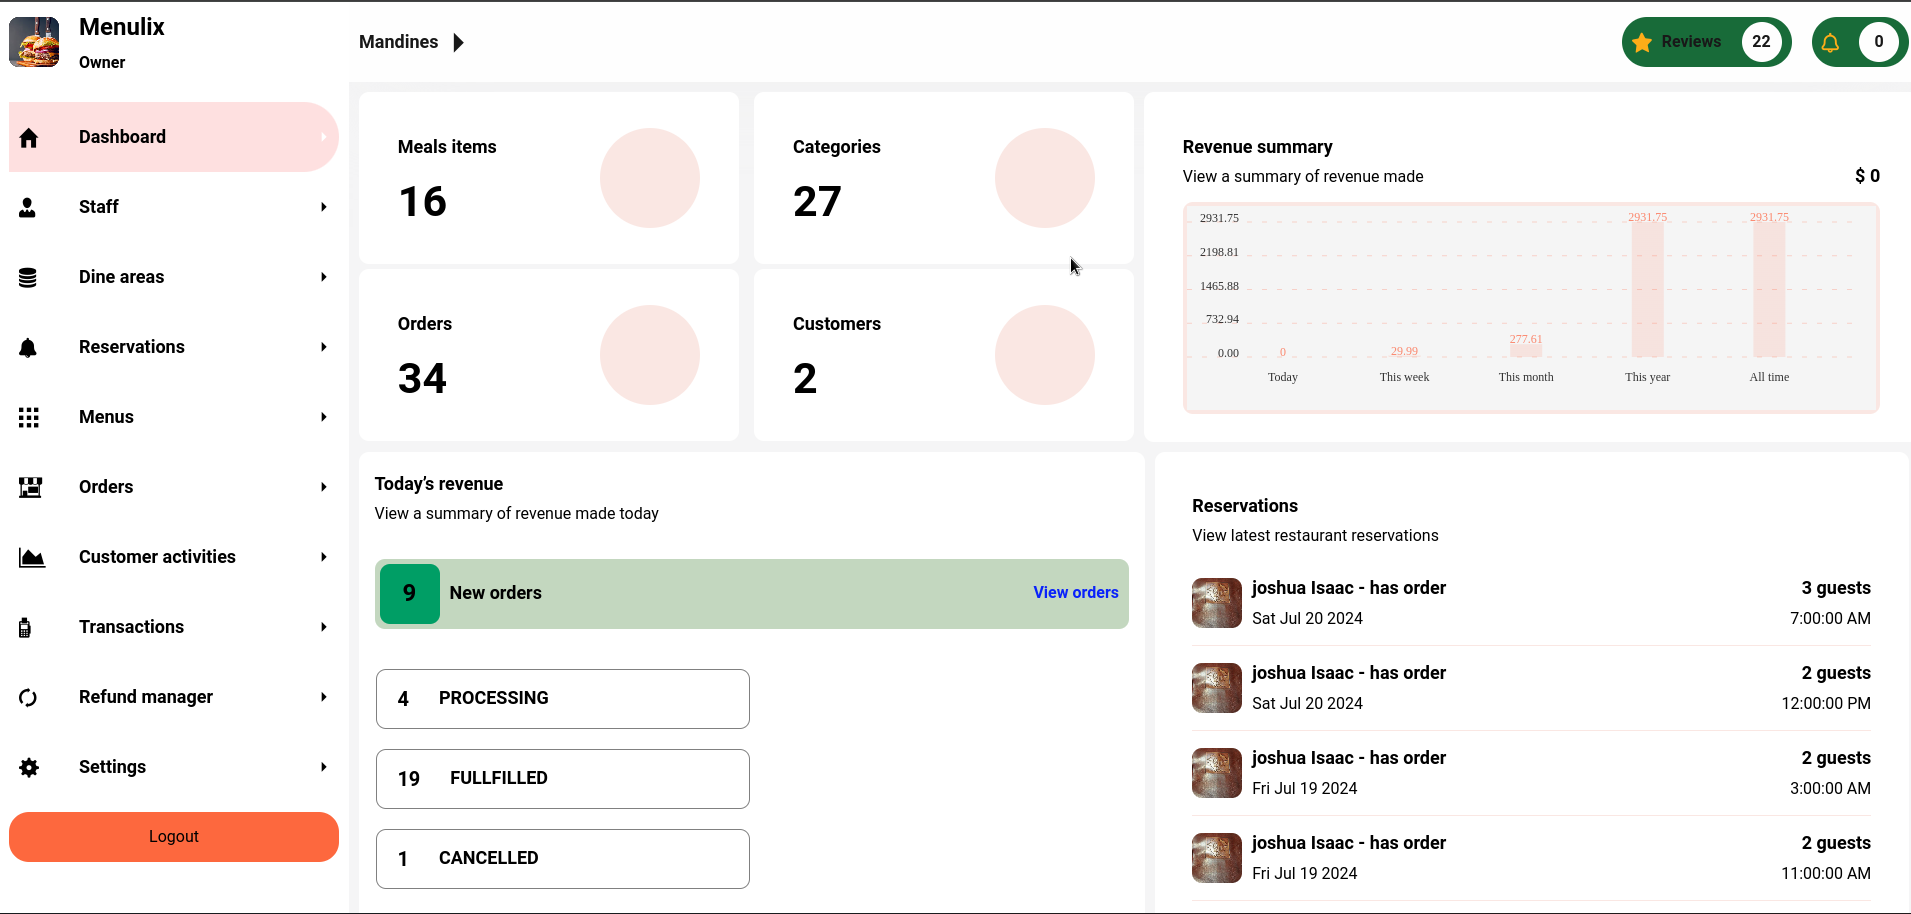 Menulix
Owner
Dashboard
Staff
Dine areas
Reservations
Menus
Orders
Customer activities
Transactions
Refund manager
Settings
Logout
Mandines
Reviews 22
0
Meals items
16
Categories
27
Orders
34
Customers
2
Revenue summary
View a summary of revenue made
$ 0
2931.75
2198.81
1465.88
732.94
0.00
0
29.99
277.61
2931.75
2931.75
Today This week This month This year All time
Today’s revenue
View a summary of revenue made today
9 New orders View orders
4 PROCESSING
19 FULLFILLED
1 CANCELLED
Reservations
View latest restaurant reservations
joshua Isaac - has order 3 guests
Sat Jul 20 2024 7:00:00 AM
joshua Isaac - has order 2 guests
Sat Jul 20 2024 12:00:00 PM
joshua Isaac - has order 2 guests
Fri Jul 19 2024 3:00:00 AM
joshua Isaac - has order 2 guests
Fri Jul 19 2024 11:00:00 AM